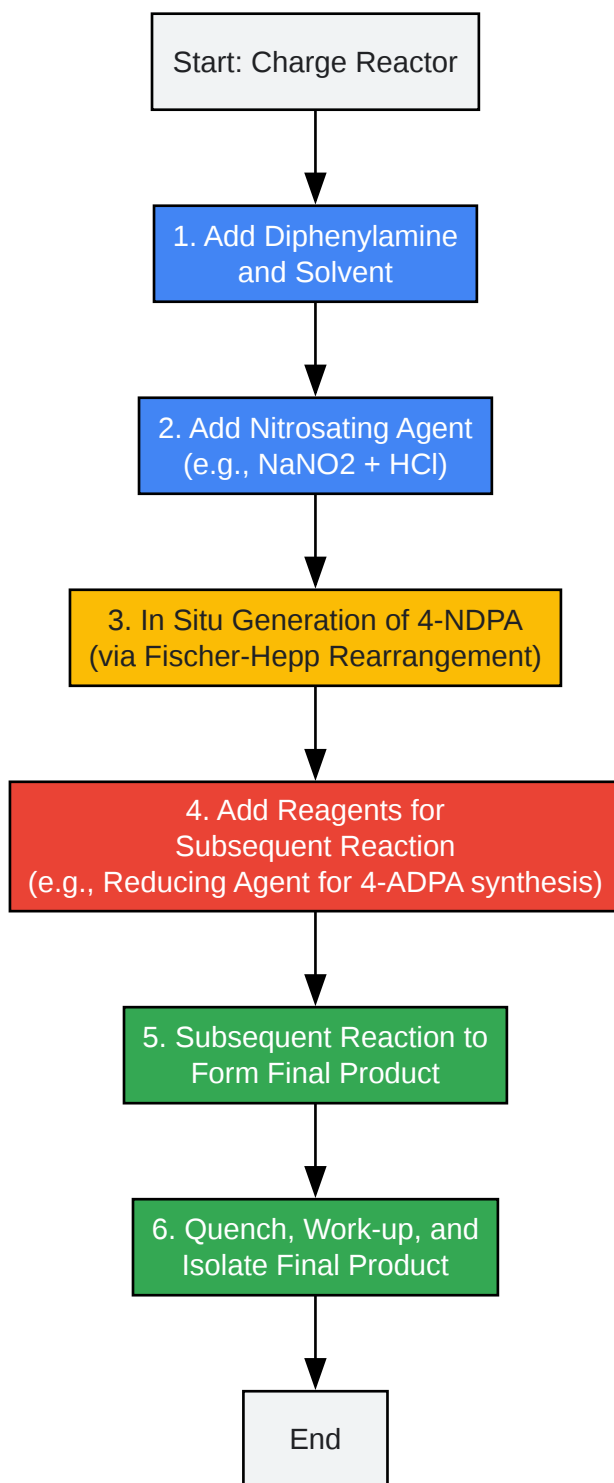 Start: Charge Reactor
1. Add Diphenylamine
and Solvent
2. Add Nitrosating Agent
(e.g., NaNO2 + HCl)
3. In Situ Generation of 4-NDPA
(via Fischer-Hepp Rearrangement)
4. Add Reagents for
Subsequent Reaction
(e.g., Reducing Agent for 4-ADPA synthesis)
5. Subsequent Reaction to
Form Final Product
6. Quench, Work-up, and
Isolate Final Product
End